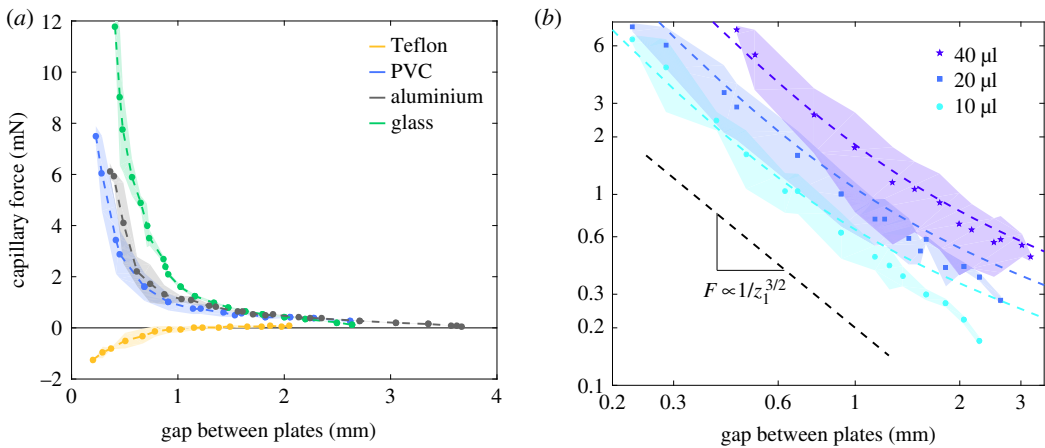 (a)
12
10
8
6
4
2
0
−2
capillary force (mN)
Teflon
PVC
aluminium
glass
0 1 2 3 4
gap between plates (mm)
(b)
6
3
2
1
0.6
0.3
0.2
0.1
40 µl
20 µl
10 µl
F ∝ 1/z₁^3/2
0.2 0.3 0.6 1 2 3
gap between plates (mm)